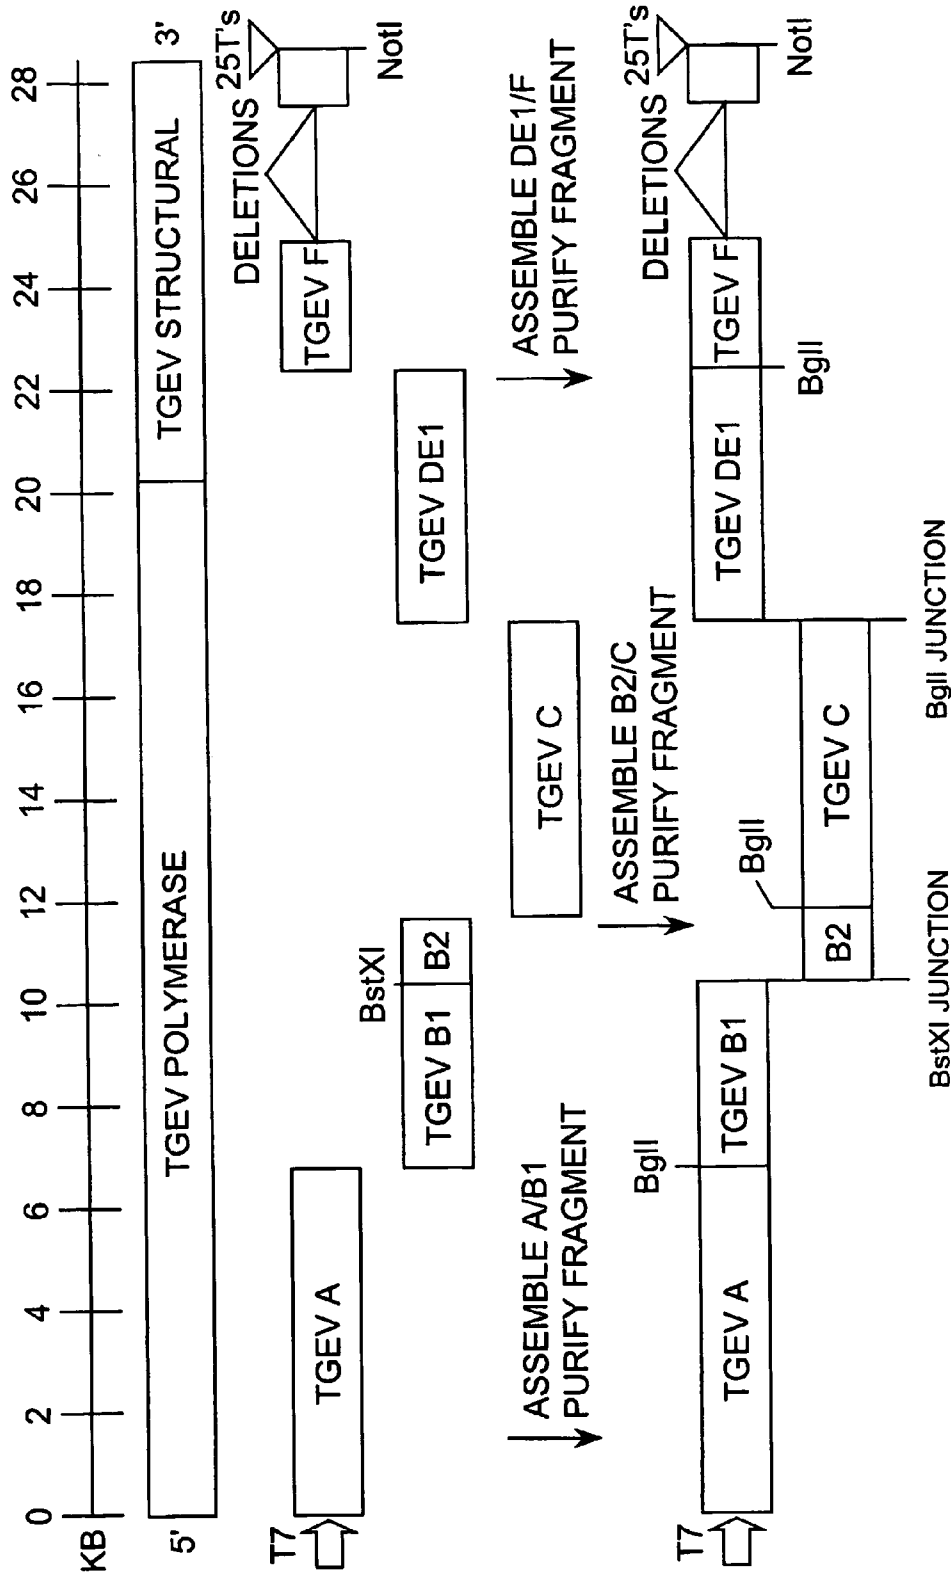 KB
0 2 4 6 8 10 12 14 16 18 20 22 24 26 28
5' TGEV POLYMERASE TGEV STRUCTURAL 3'
T7
TGEV A
BstXI
TGEV B1 B2
TGEV C
TGEV DE1
TGEV F
DELETIONS
25T's
NotI
ASSEMBLE A/B1
PURIFY FRAGMENT
ASSEMBLE B2/C
PURIFY FRAGMENT
ASSEMBLE DE1/F
PURIFY FRAGMENT
T7
TGEV A
BglI
TGEV B1
B2
BglI
TGEV C
TGEV DE1
TGEV F
BglI
DELETIONS
25T's
NotI
BstXI JUNCTION
BglI JUNCTION